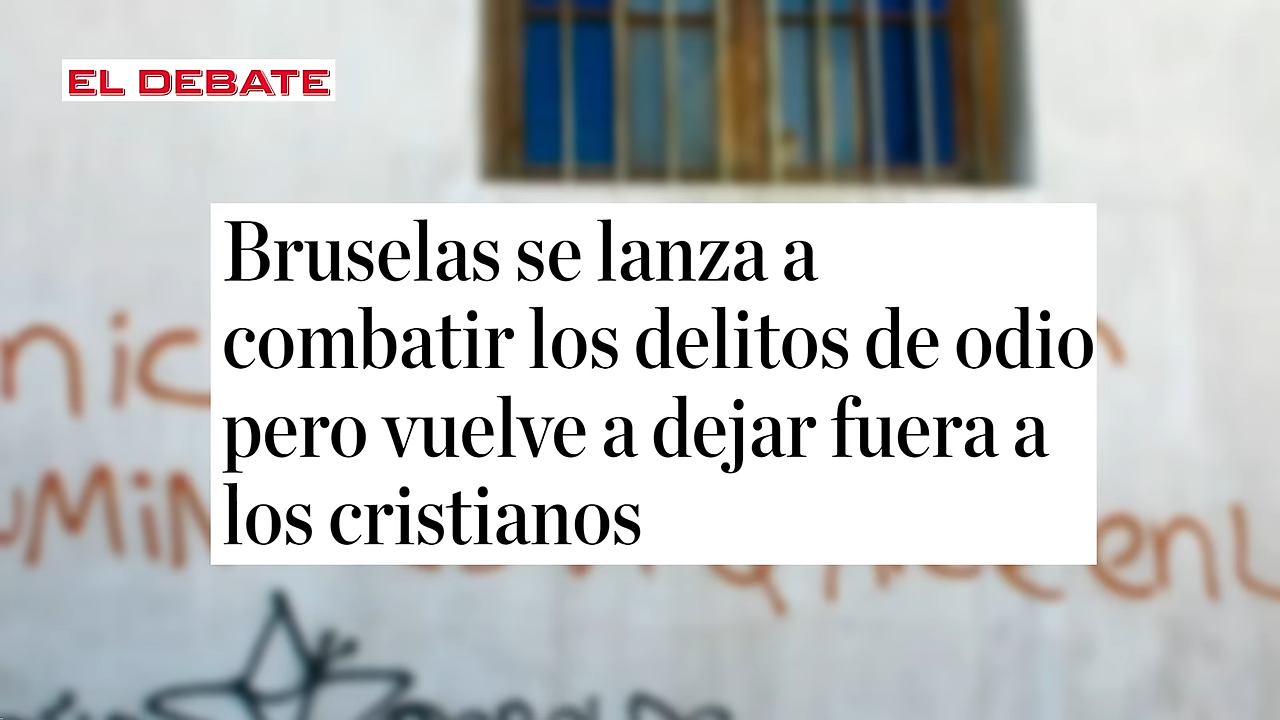 EL DEBATE
Bruselas se lanza a
combatir los delitos de odio
pero vuelve a dejar fuera a
los cristianos